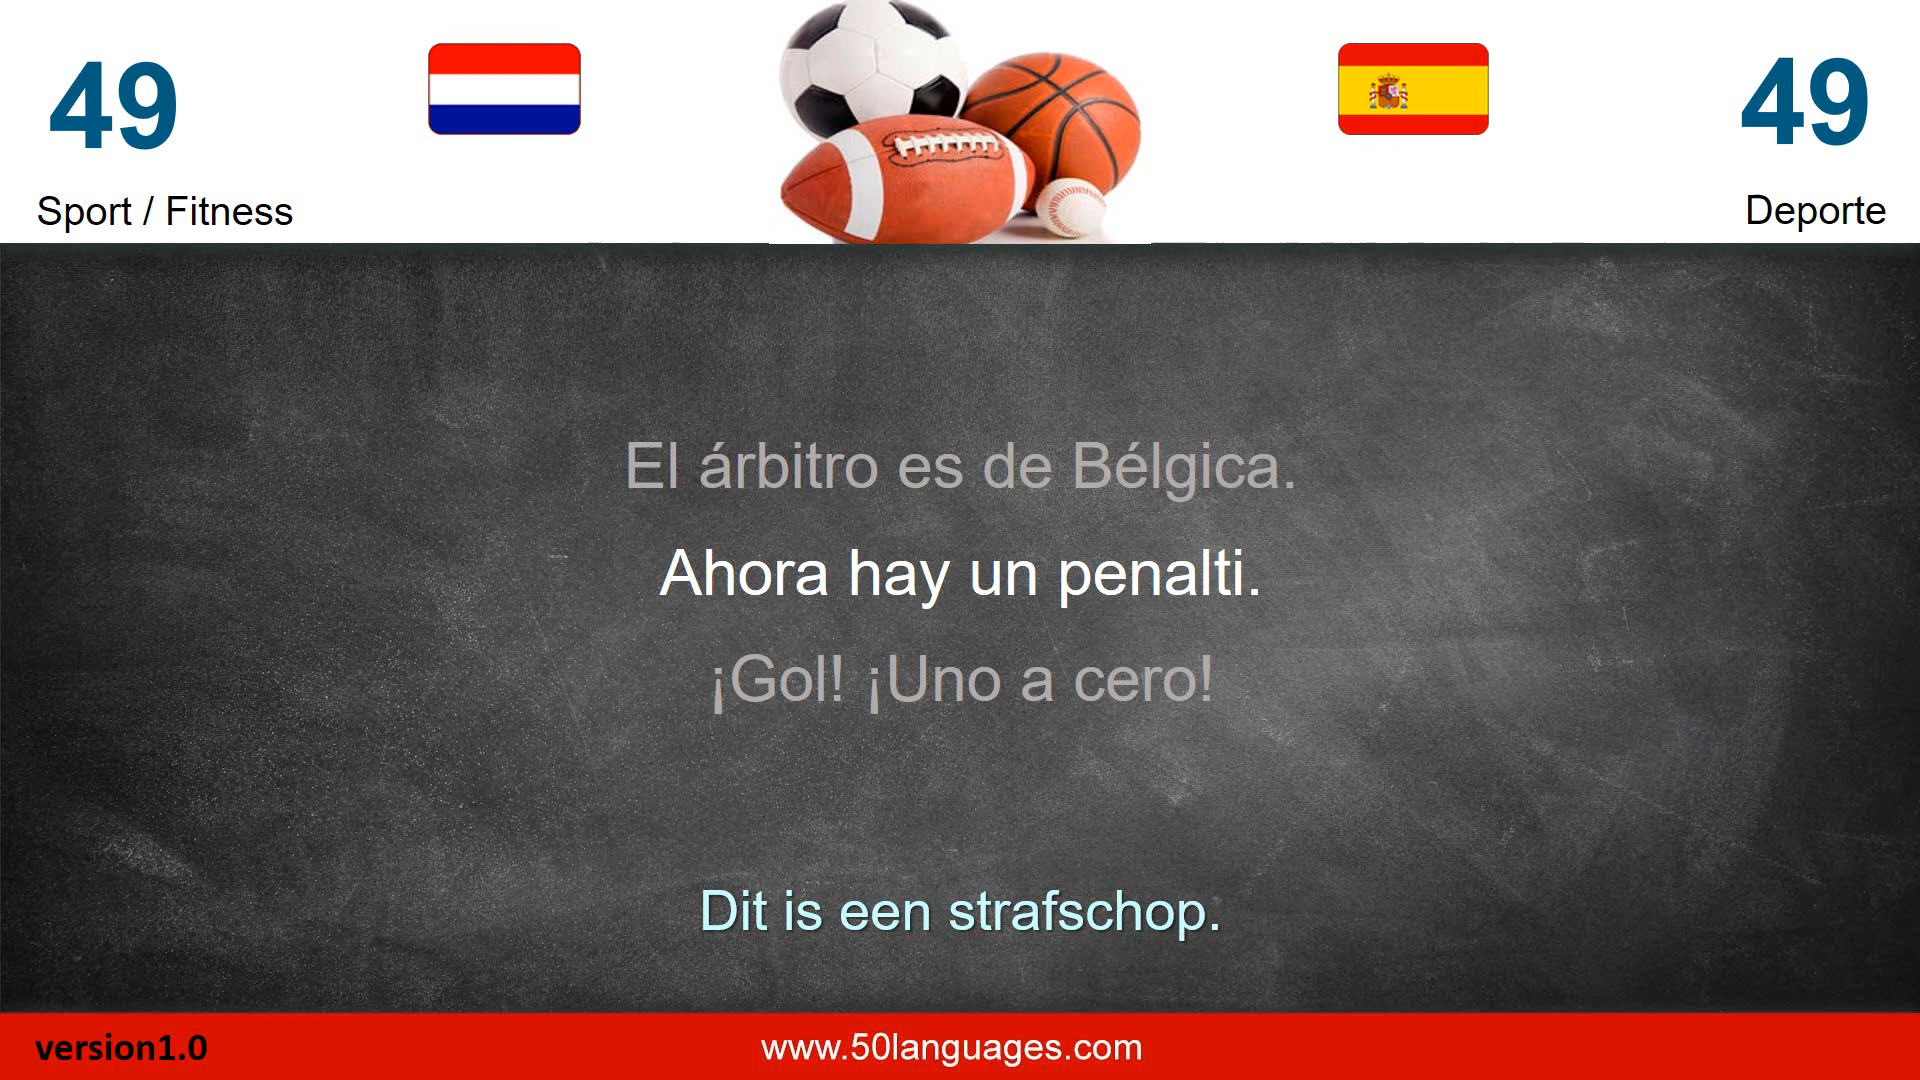 49
49
Sport / Fitness
Deporte
El árbitro es de Bélgica.
Ahora hay un penalti.
¡Gol! ¡Uno a cero!
Dit is een strafschop.
version1.0
www.50languages.com